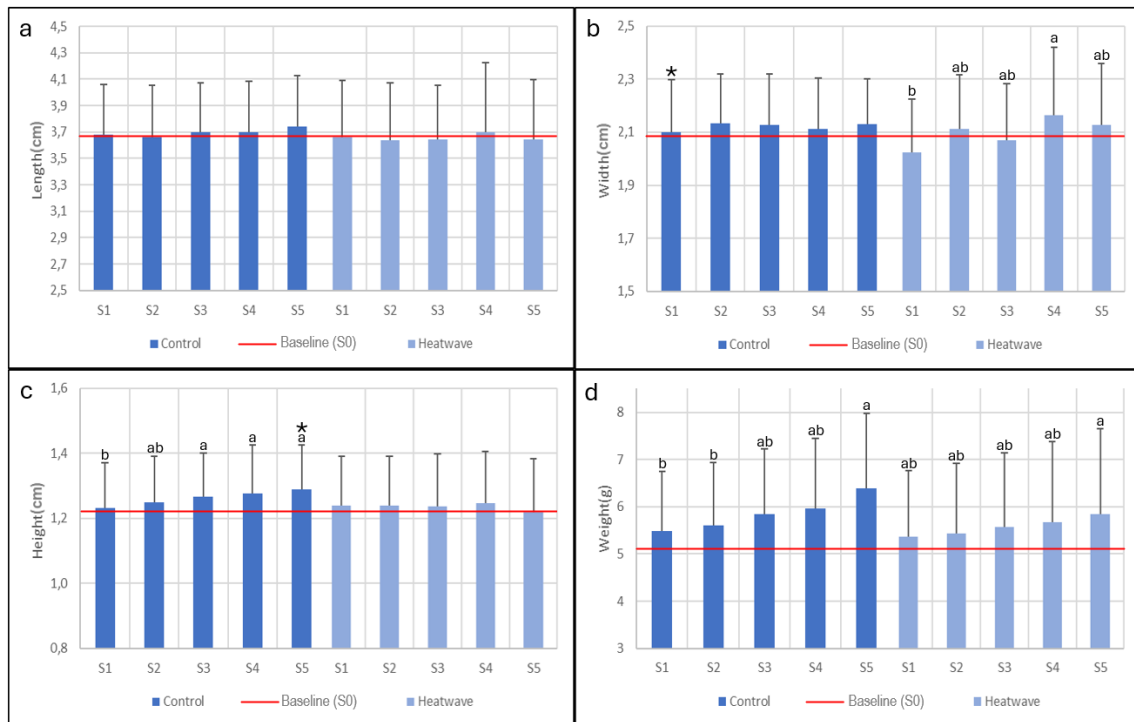 a
4,5
4,3
4,1
3,9
3,7
3,5
3,3
3,1
2,9
2,7
2,5
Length(cm)
S1 S2 S3 S4 S5 S1 S2 S3 S4 S5
Control Baseline (S0) Heatwave
b
2,5
2,3
2,1
1,9
1,7
1,5
Width(cm)
* b ab ab a ab
S1 S2 S3 S4 S5 S1 S2 S3 S4 S5
Control Baseline (S0) Heatwave
c
1,6
1,4
1,2
1,0
0,8
Height(cm)
*
b ab a a a
S1 S2 S3 S4 S5 S1 S2 S3 S4 S5
Control Baseline (S0) Heatwave
d
8
7
6
5
4
3
Weight(g)
b b ab ab a ab ab ab ab a
S1 S2 S3 S4 S5 S1 S2 S3 S4 S5
Control Baseline (S0) Heatwave